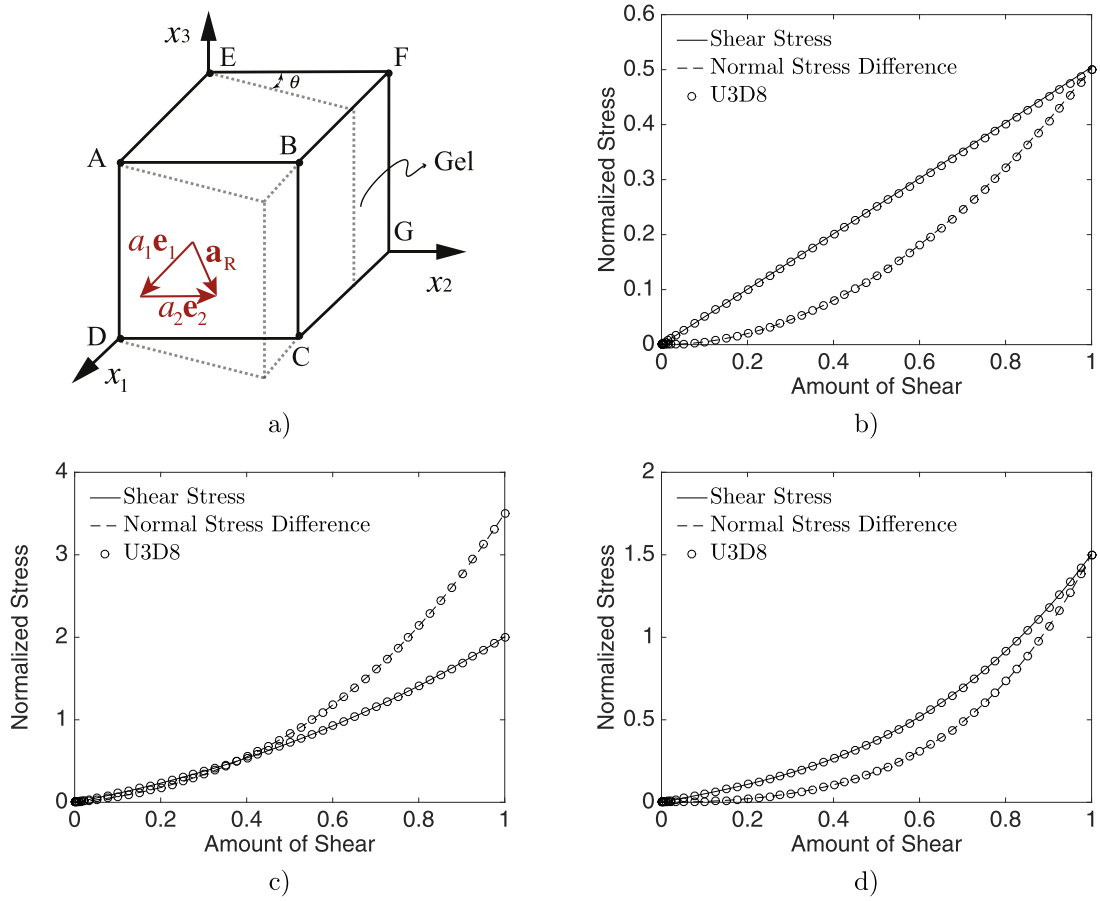 x3
E
F
θ
A
B
Gel
a1e1
aR
G
a2e2
x2
D
C
x1
a)
0.6
0.5
0.4
0.3
0.2
0.1
0
Normalized Stress
Shear Stress
Normal Stress Difference
U3D8
0.2 0.4 0.6 0.8 1
Amount of Shear
b)
4
3
2
1
0
Normalized Stress
Shear Stress
Normal Stress Difference
U3D8
0 0.2 0.4 0.6 0.8 1
Amount of Shear
c)
2
1.5
1
0.5
0
Normalized Stress
Shear Stress
Normal Stress Difference
U3D8
0.2 0.4 0.6 0.8 1
Amount of Shear
d)